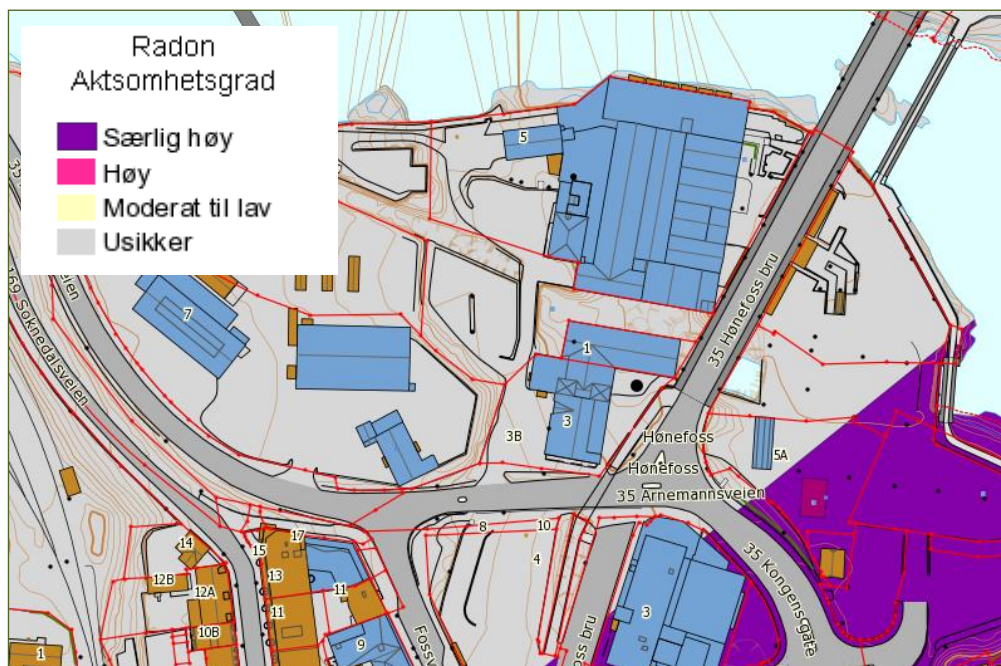 Radon
Aktsomhetsgrad
Særlig høy
Høy
Moderat til lav
Usikker
5
35 Hønefoss bru
7
1
169 Soknedalsveien
3
3B
Hønefoss
5A
Hønefoss
35 Arnemannsveien
8
10
17
14
15
4
13
12B
12A
11
11
35 Kongensgate
3
10B
9
1